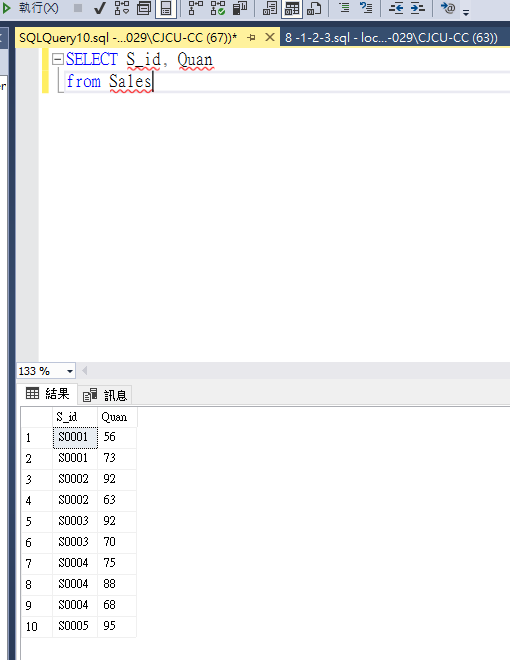 執行(X)
SQLQuery10.sql -...029\CJCU-CC (67))*
8 -1-2-3.sql - loc...-029\CJCU-CC (63))
er
SELECT S_id, Quan
from Sales
133 %
結果
訊息
S_id Quan
1 S0001 56
2 S0001 73
3 S0002 92
4 S0002 63
5 S0003 92
6 S0003 70
7 S0004 75
8 S0004 88
9 S0004 68
10 S0005 95